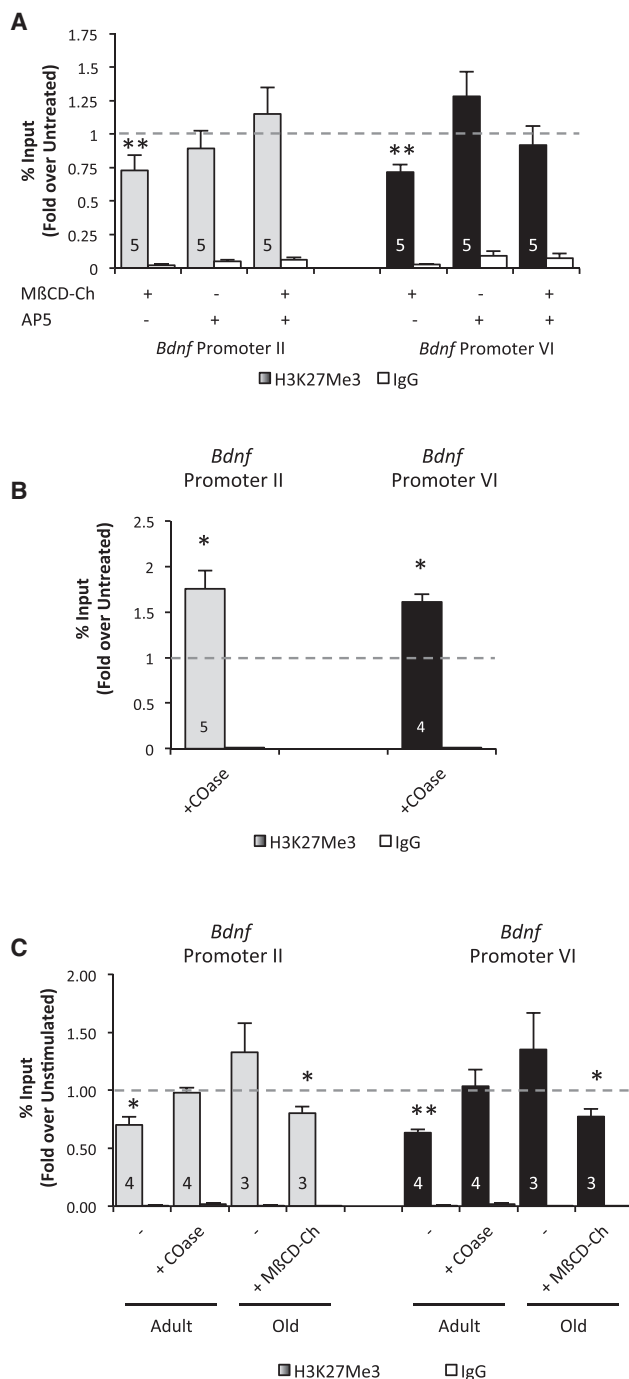 A
1.75
1.5
1.25
1
0.75
0.5
0.25
0
% Input
(Fold over Untreated)
** **
5 5 5 5 5 5
MßCD-Ch + - + + - +
AP5 - + + - + +
Bdnf Promoter II Bdnf Promoter VI
H3K27Me3 IgG
B
Bdnf
Promoter II
Bdnf
Promoter VI
2.5
2
1.5
1
0.5
0
% Input
(Fold over Untreated)
* *
5 4
+COase +COase
H3K27Me3 IgG
C
Bdnf
Promoter II
Bdnf
Promoter VI
2.00
1.50
1.00
0.50
0.00
% Input
(Fold over Unstimulated)
* * ** *
4 4 3 3 4 4 3 3
- + COase - + MßCD-Ch - + COase - + MßCD-Ch
Adult Old Adult Old
H3K27Me3 IgG